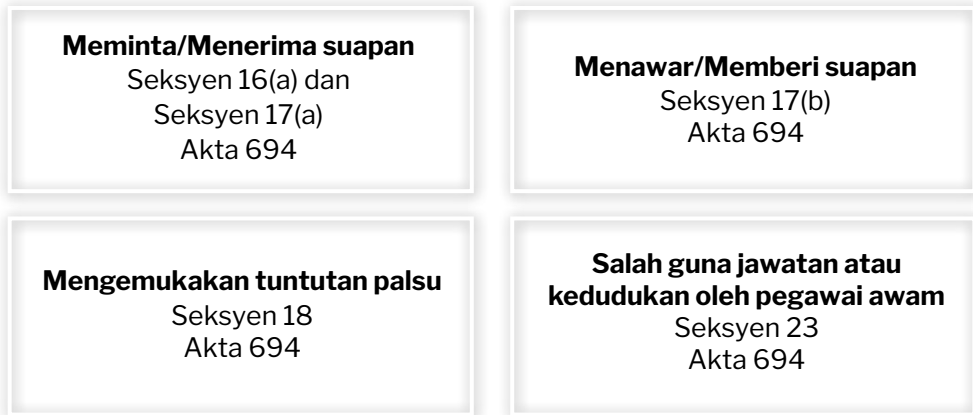 Meminta/Menerima suapan
Seksyen 16(a) dan
Seksyen 17(a)
Akta 694
Menawar/Memberi suapan
Seksyen 17(b)
Akta 694
Mengemukakan tuntutan palsu
Seksyen 18
Akta 694
Salah guna jawatan atau
kedudukan oleh pegawai awam
Seksyen 23
Akta 694